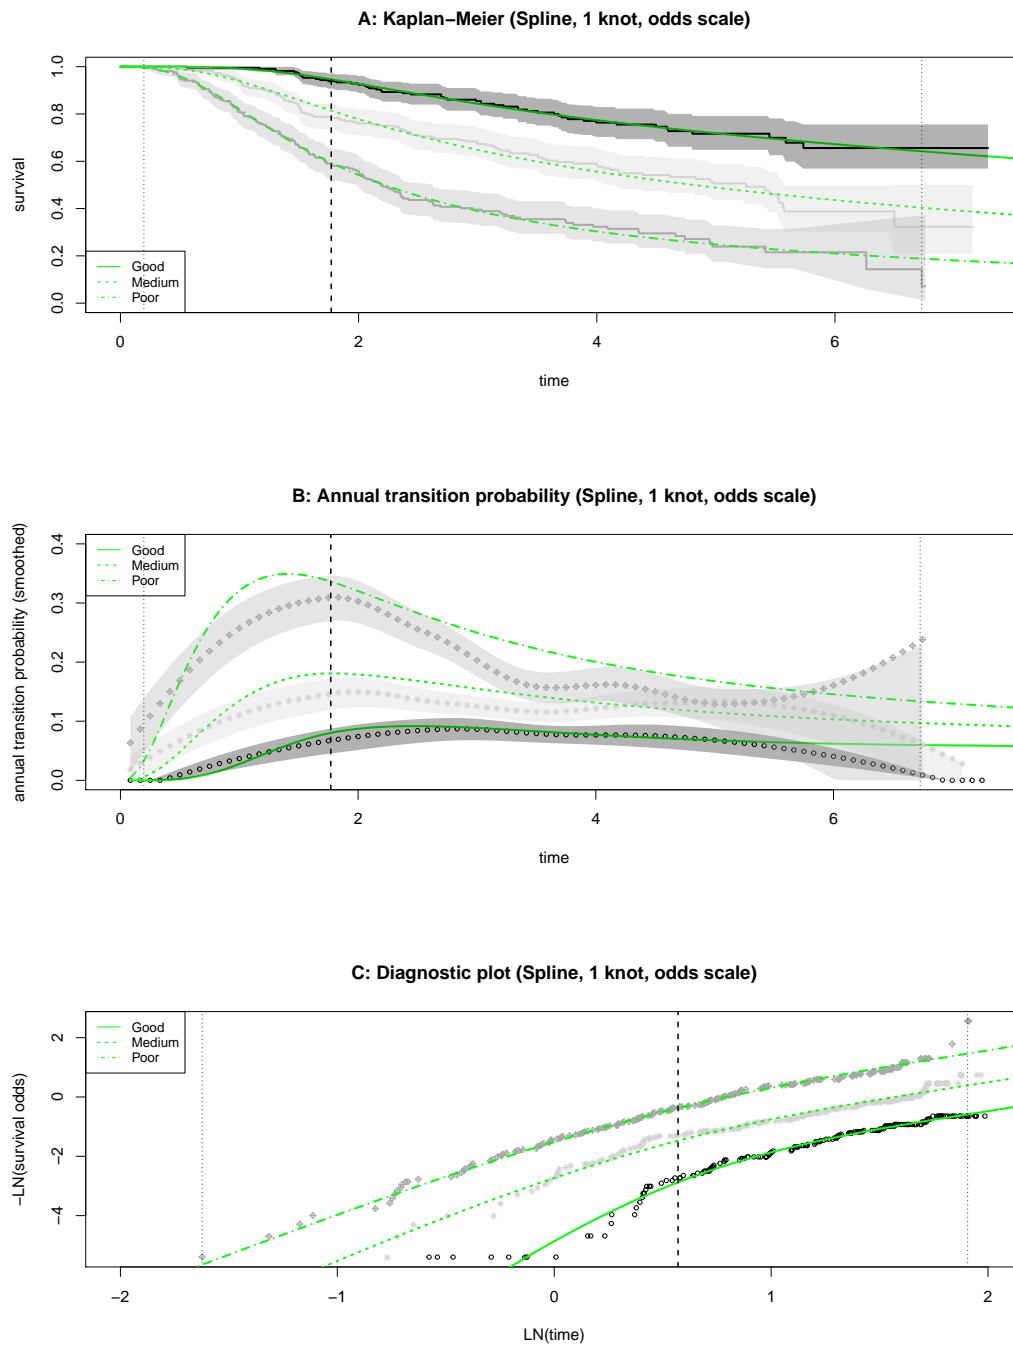 A: Kaplan−Meier (Spline, 1 knot, odds scale)
survival
1.0
0.8
0.6
0.4
0.2
0.0
Good
Medium
Poor
0 2 4 6
time
B: Annual transition probability (Spline, 1 knot, odds scale)
annual transition probability (smoothed)
0.4
0.3
0.2
0.1
0.0
Good
Medium
Poor
0 2 4 6
time
C: Diagnostic plot (Spline, 1 knot, odds scale)
−LN(survival odds)
2
0
−2
−4
Good
Medium
Poor
−2 −1 0 1 2
LN(time)